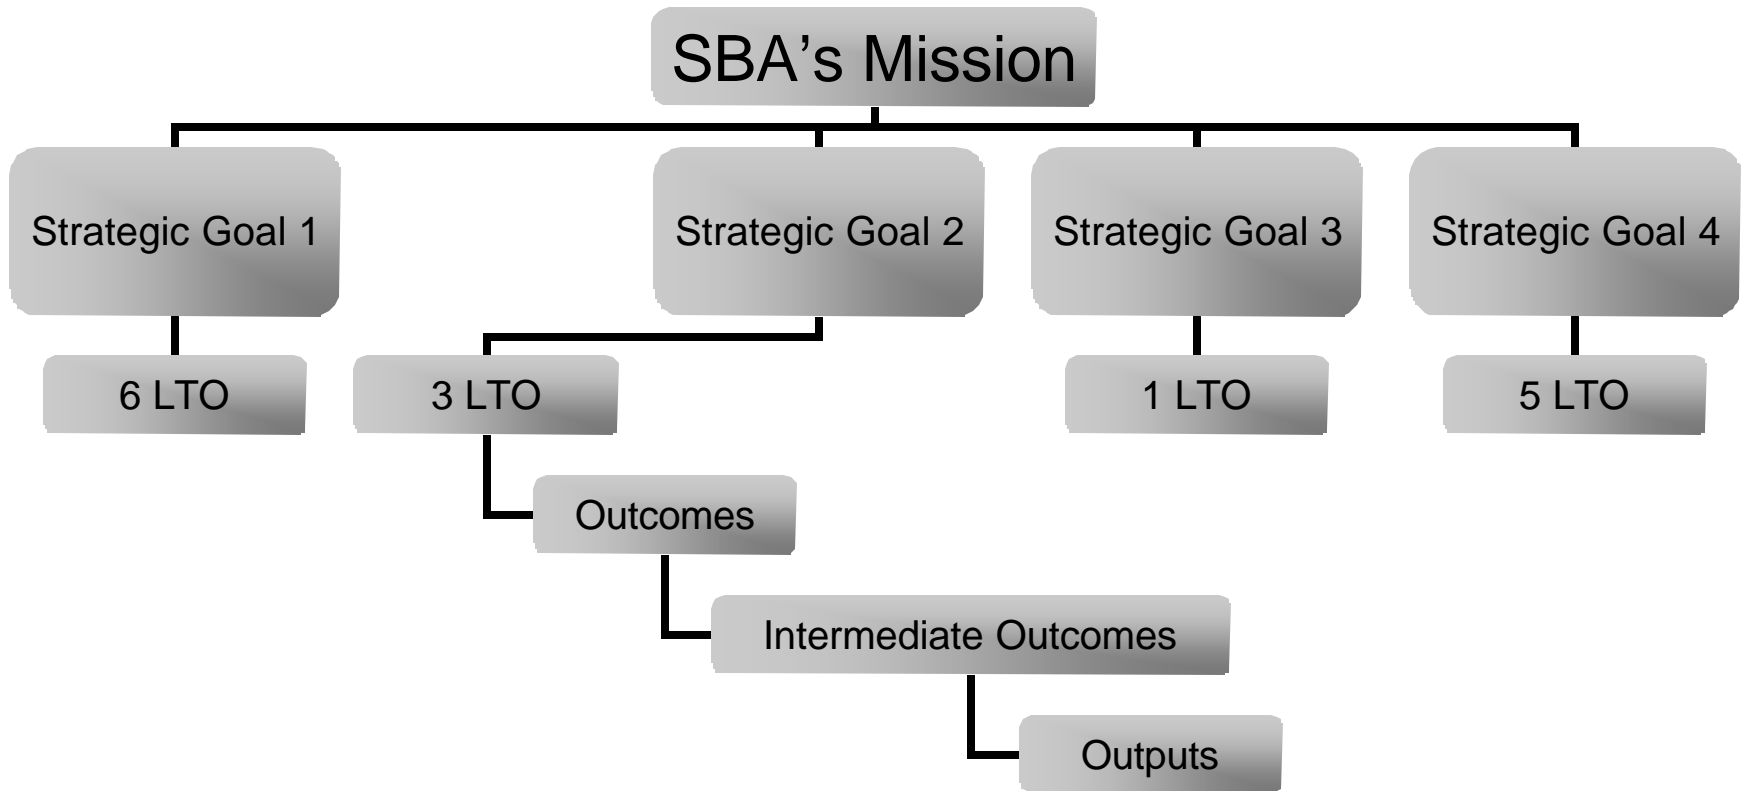 SBA’s Mission
Strategic Goal 1
Strategic Goal 2
Strategic Goal 3
Strategic Goal 4
6 LTO
3 LTO
1 LTO
5 LTO
Outcomes
Intermediate Outcomes
Outputs